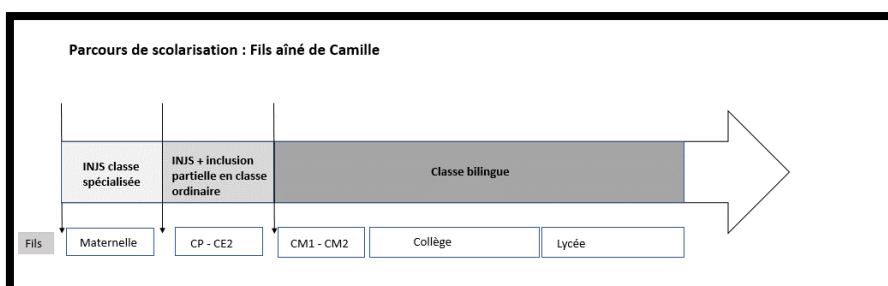 Parcours de scolarisation : Fils aîné de Camille
INJS classe
spécialisée
INJS + inclusion
partielle en classe
ordinaire
Classe bilingue
Fils
Maternelle
CP - CE2
CM1 - CM2
Collège
Lycée